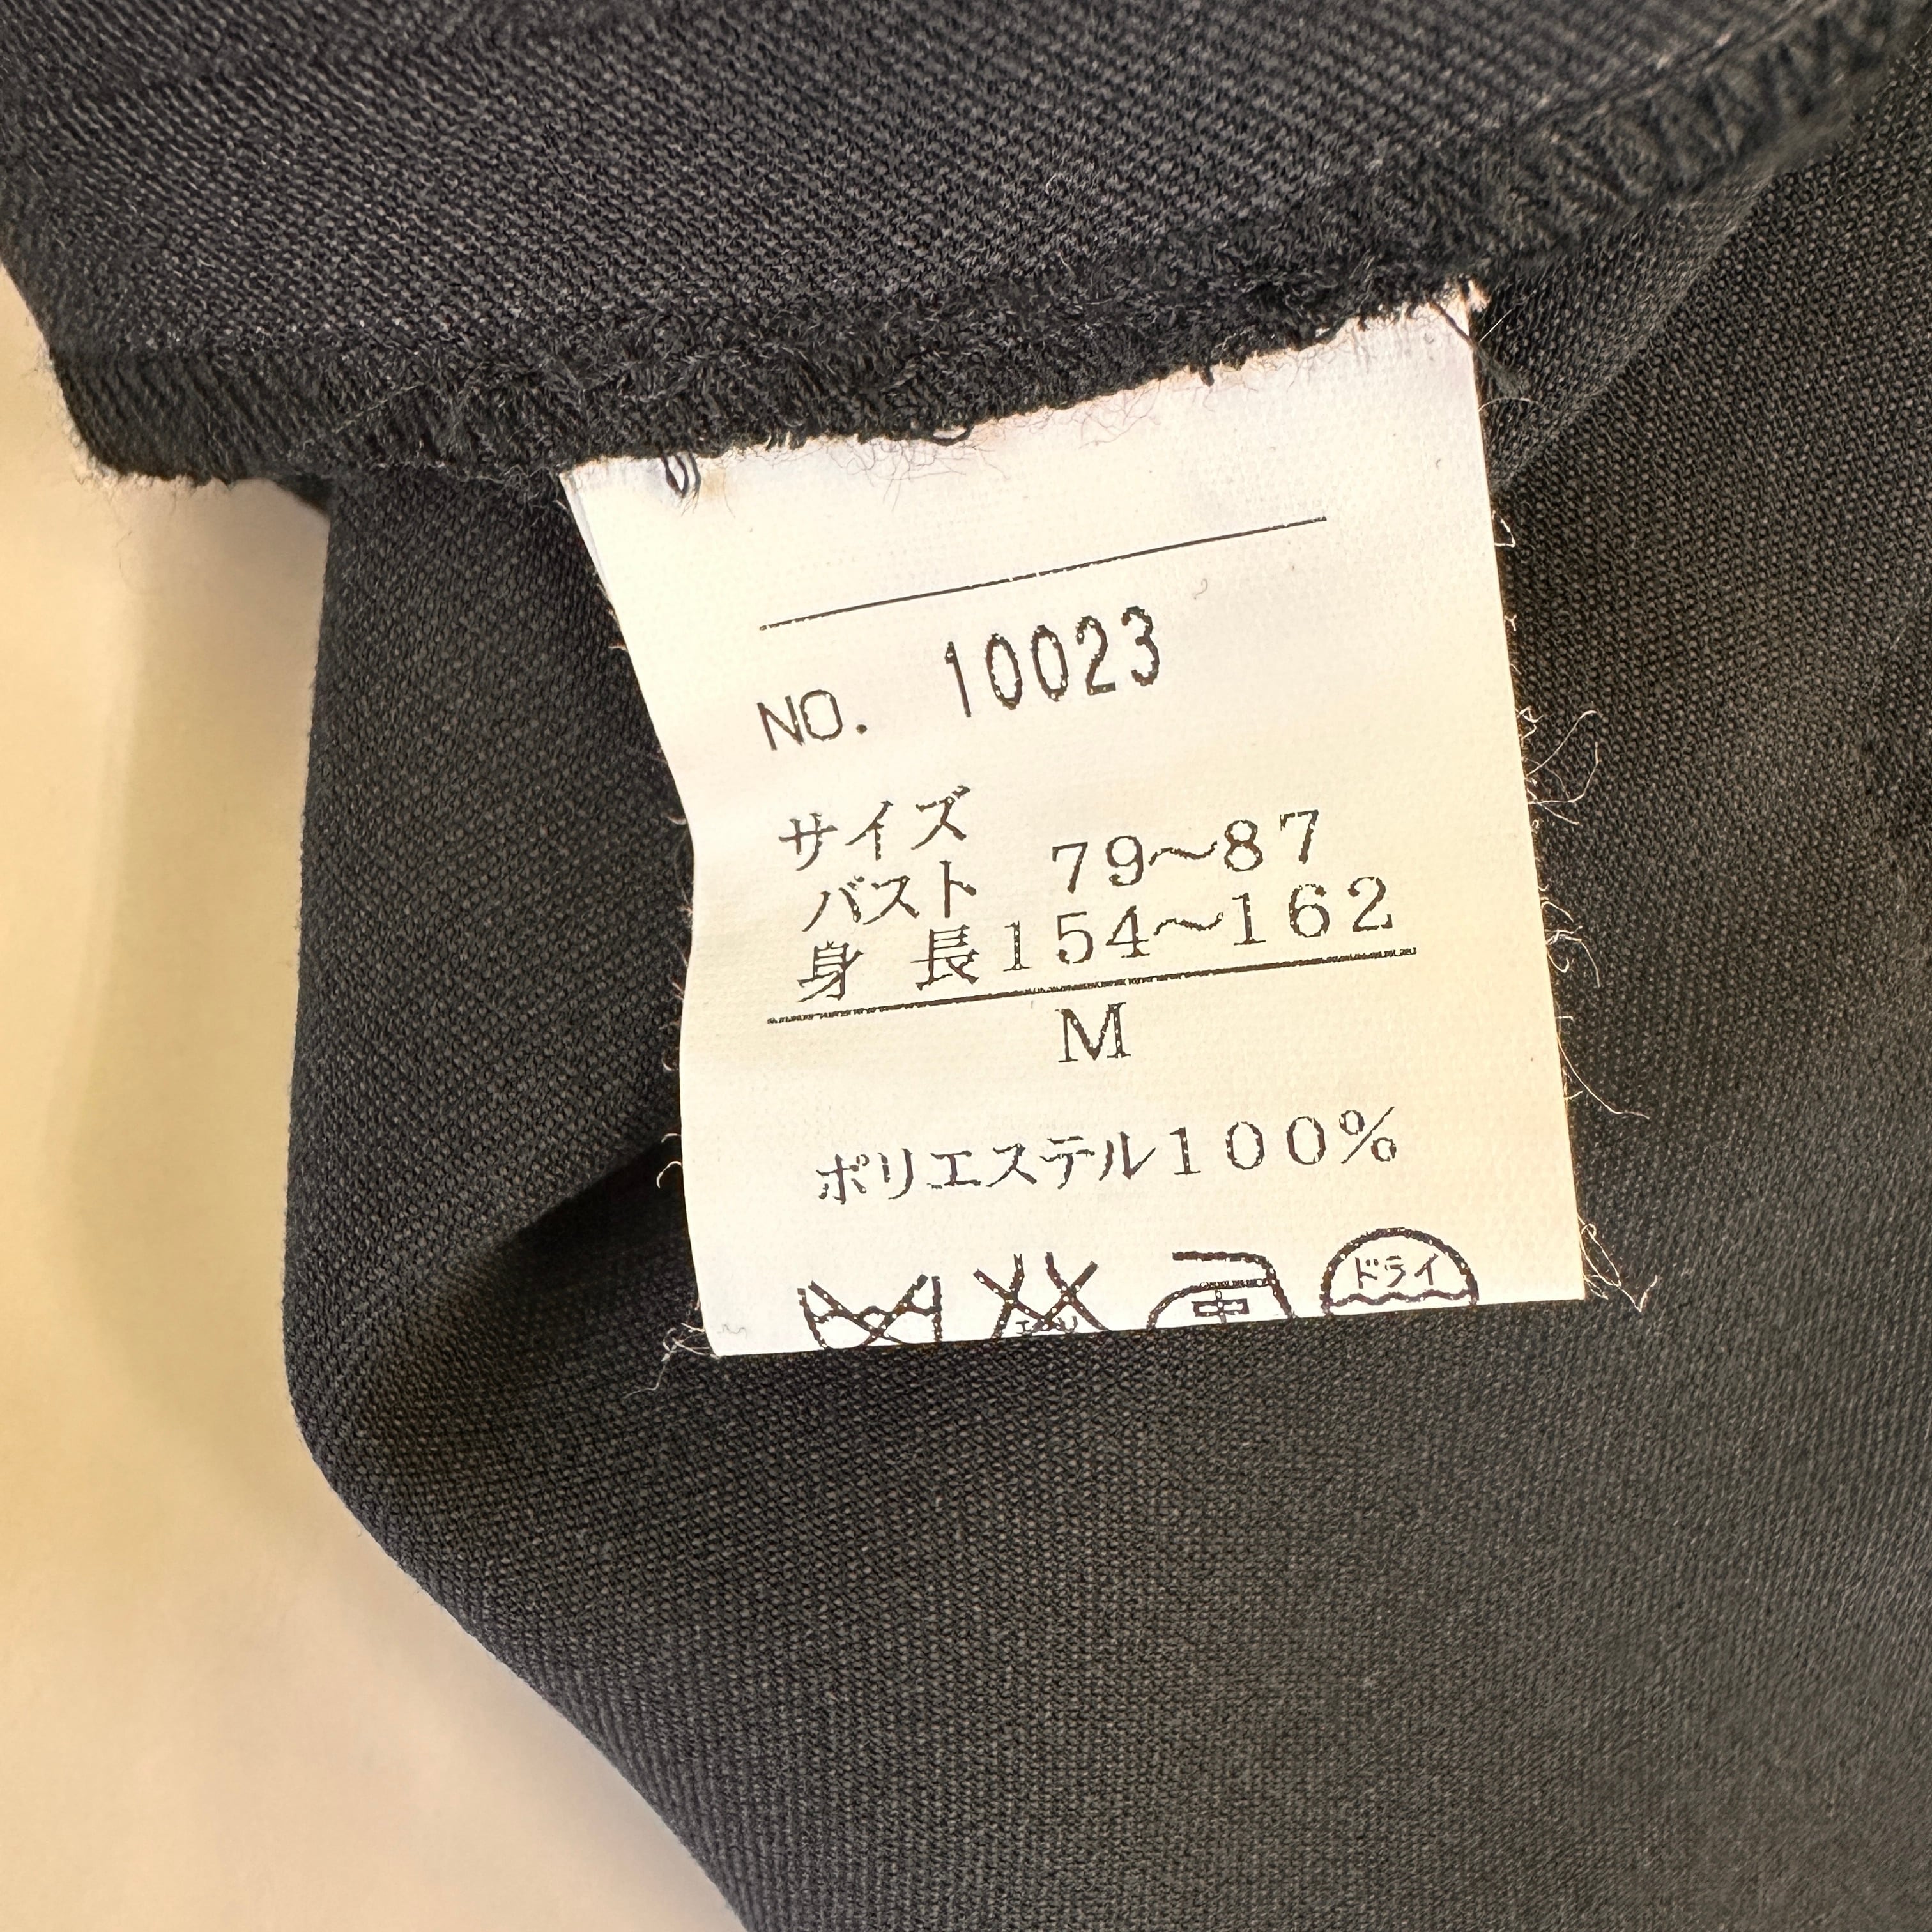 NO. 10023
サイズ
バスト 79～87
身長154～162
M
ポリエステル100%
ドライ